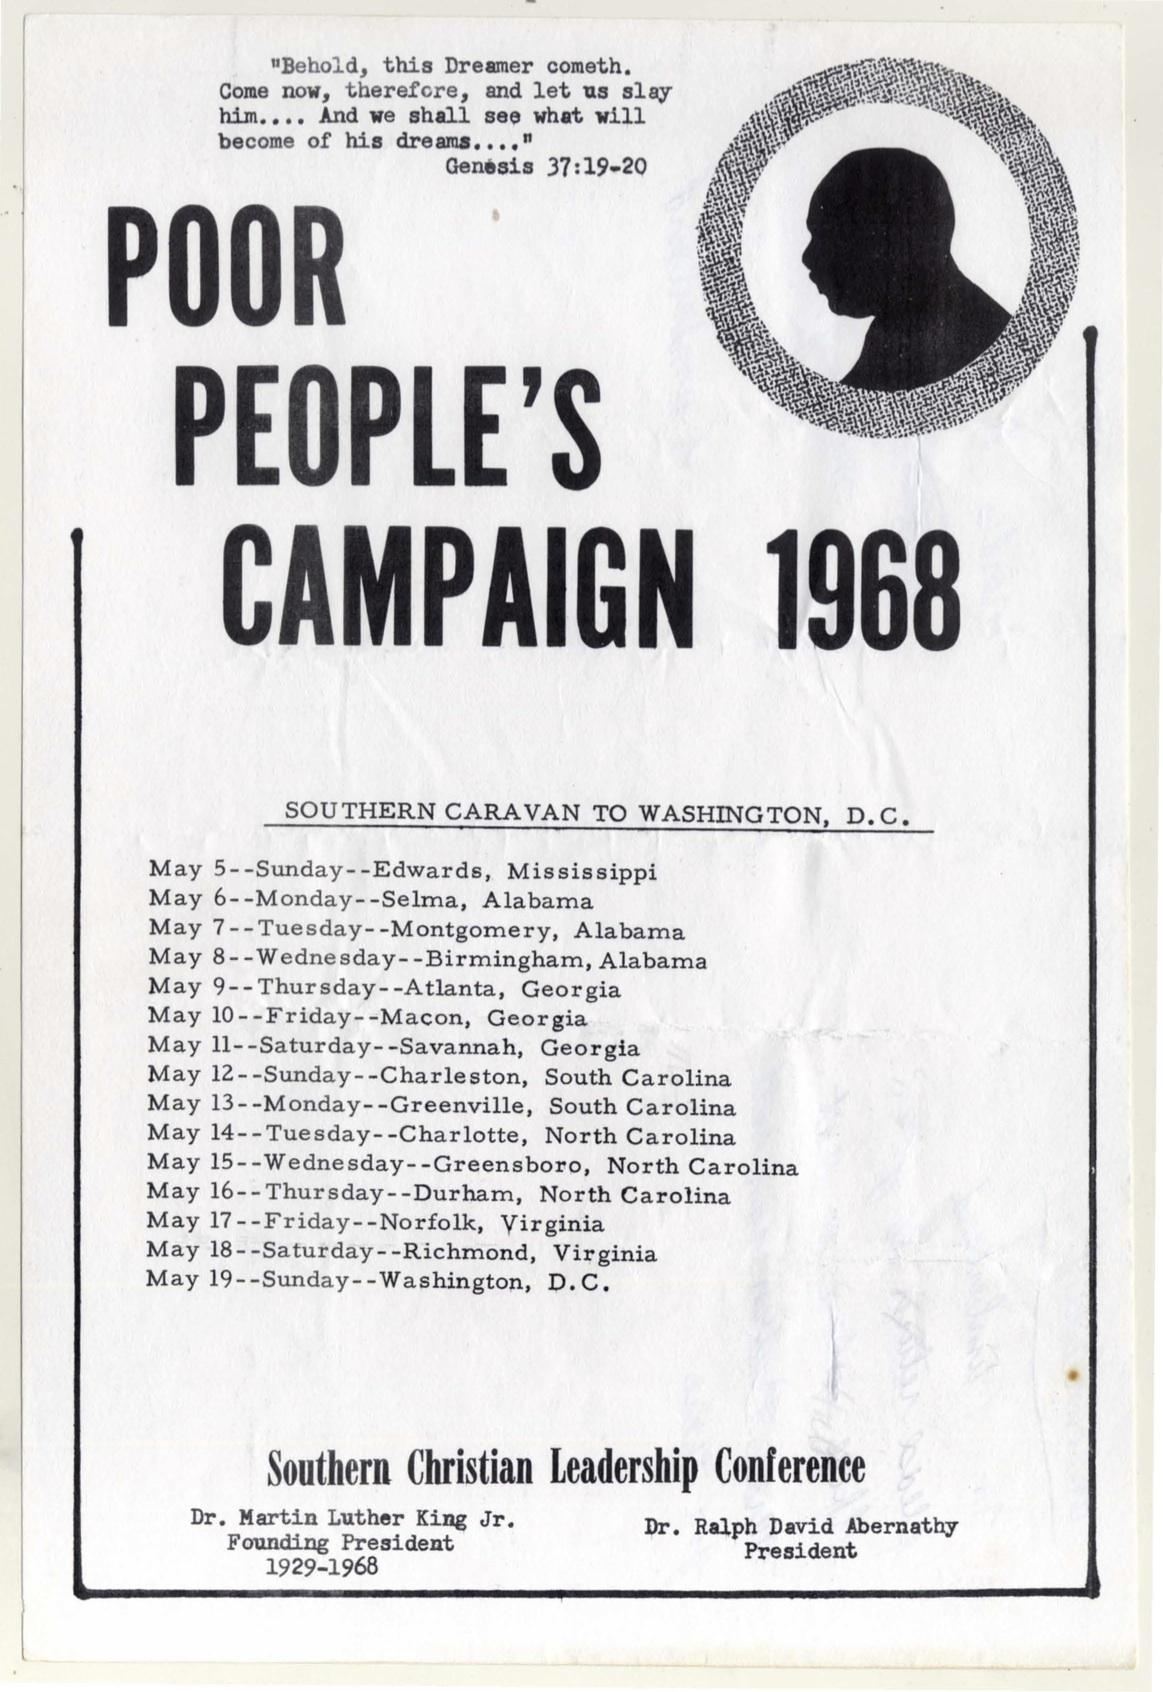 "Behold, this Dreamer cometh.
Come now, therefore, and let us slay
him.... And we shall see what will
become of his dreams...."
Genesis 37:19-20
POOR
PEOPLE'S
CAMPAIGN 1968
SOUTHERN CARAVAN TO WASHINGTON, D.C.
May 5--Sunday--Edwards, Mississippi
May 6--Monday--Selma, Alabama
May 7--Tuesday--Montgomery, Alabama
May 8--Wednesday--Birmingham, Alabama
May 9--Thursday--Atlanta, Georgia
May 10--Friday--Macon, Georgia
May 11--Saturday--Savannah, Georgia
May 12--Sunday--Charleston, South Carolina
May 13--Monday--Greenville, South Carolina
May 14--Tuesday--Charlotte, North Carolina
May 15--Wednesday--Greensboro, North Carolina
May 16--Thursday--Durham, North Carolina
May 17--Friday--Norfolk, Virginia
May 18--Saturday--Richmond, Virginia
May 19--Sunday--Washington, D.C.
Southern Christian Leadership Conference
Dr. Martin Luther King Jr.
Founding President
1929-1968
Dr. Ralph David Abernathy
President